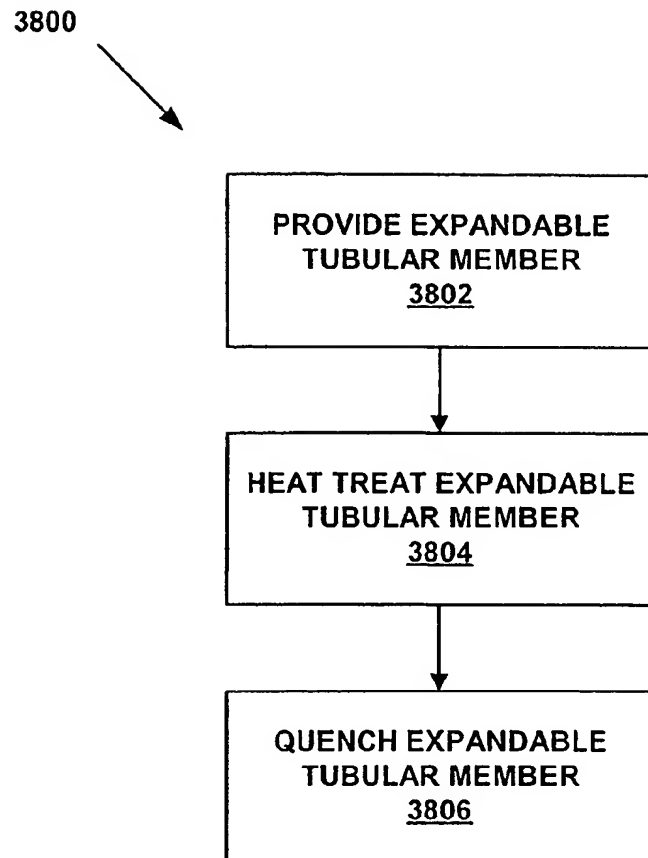 3800
PROVIDE EXPANDABLE
TUBULAR MEMBER
3802
HEAT TREAT EXPANDABLE
TUBULAR MEMBER
3804
QUENCH EXPANDABLE
TUBULAR MEMBER
3806